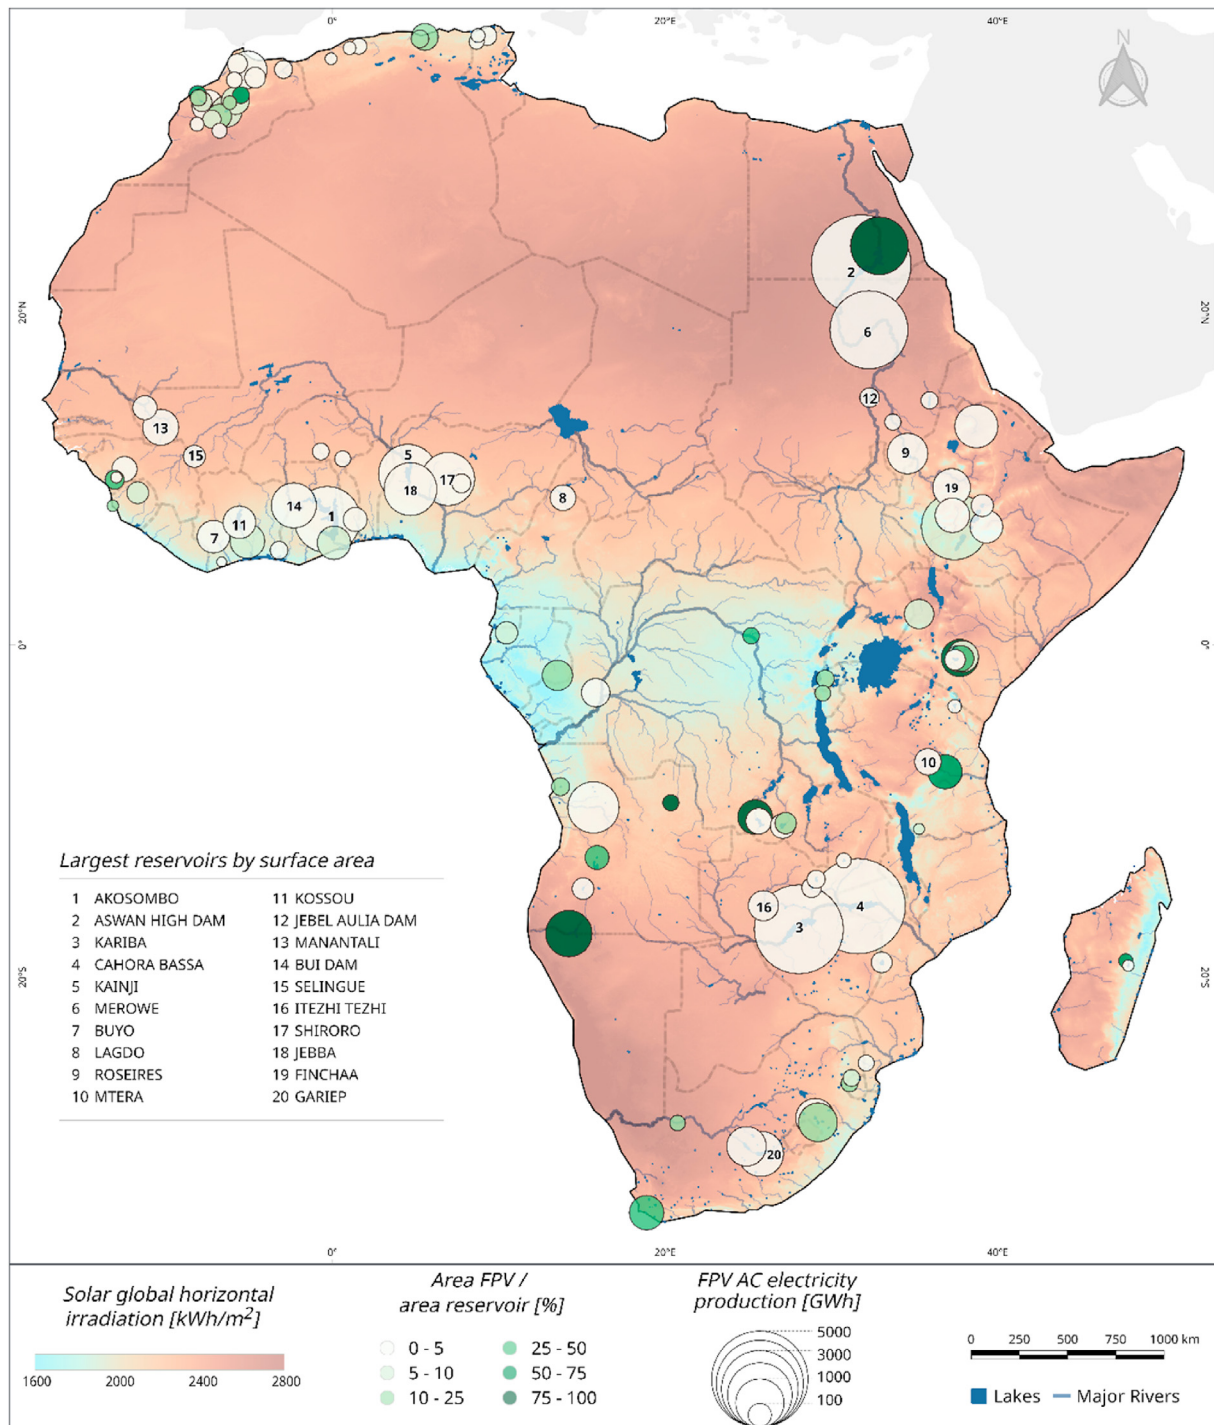 0°
20°E
40°E
N
20°N
20°N
2
6
12
13
15
5
17
18
9
19
8
14
1
11
7
0°
0°
10
16
4
3
20°S
20°S
20
Largest reservoirs by surface area
1 AKOSOMBO
2 ASWAN HIGH DAM
3 KARIBA
4 CAHORA BASSA
5 KAINJI
6 MEROWE
7 BUYO
8 LAGDO
9 ROSEIRES
10 MTERA
11 KOSSOU
12 JEBEL AULIA DAM
13 MANANTALI
14 BUI DAM
15 SELINGUE
16 ITEZHI TEZHI
17 SHIRORO
18 JEBBA
19 FINCHAA
20 GARIEP
0°
20°E
40°E
Solar global horizontal
irradiation [kWh/m²]
1600 2000 2400 2800
Area FPV /
area reservoir [%]
0 - 5
5 - 10
10 - 25
25 - 50
50 - 75
75 - 100
FPV AC electricity
production [GWh]
5000
3000
1000
100
0 250 500 750 1000 km
Lakes
Major Rivers